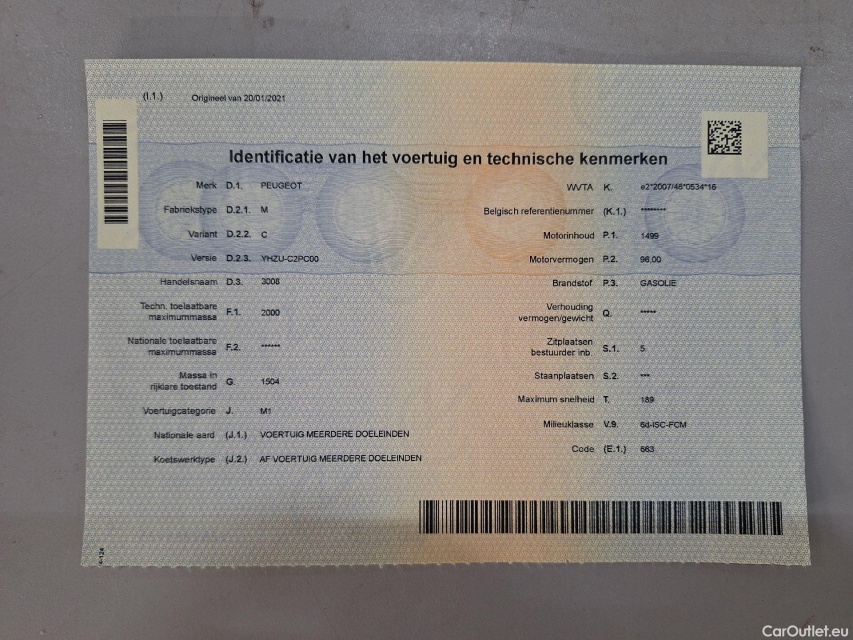 (I.1.) Origineel van 20/01/2021
Identificatie van het voertuig en technische kenmerken
Merk D.1. PEUGEOT
Fabriekstype D.2.1. M
Variant D.2.2. C
Versie D.2.3. YHZU-C2PC00
Handelsnaam D.3. 3008
Techn. toelaatbare
maximummassa F.1. 2000
Nationale toelaatbare
maximummassa F.2. ******
Massa in
rijklare toestand G. 1504
Voertuigcategorie J. M1
Nationale aard (J.1.) VOERTUIG MEERDERE DOELEINDEN
Koetswerktype (J.2.) AF VOERTUIG MEERDERE DOELEINDEN
WVTA K. e2*2007/46*0534*16
Belgisch referentienummer (K.1.) ********
Motorinhoud P.1. 1499
Motorvermogen P.2. 96,00
Brandstof P.3. GASOLIE
Verhouding
vermogen/gewicht Q. *****
Zitplaatsen
bestuurder inb. S.1. 5
Staanplaatsen S.2. ***
Maximum snelheid T. 189
Milieuklasse V.9. 6d-ISC-FCM
Code (E.1.) 663
4-124
CarOutlet.eu